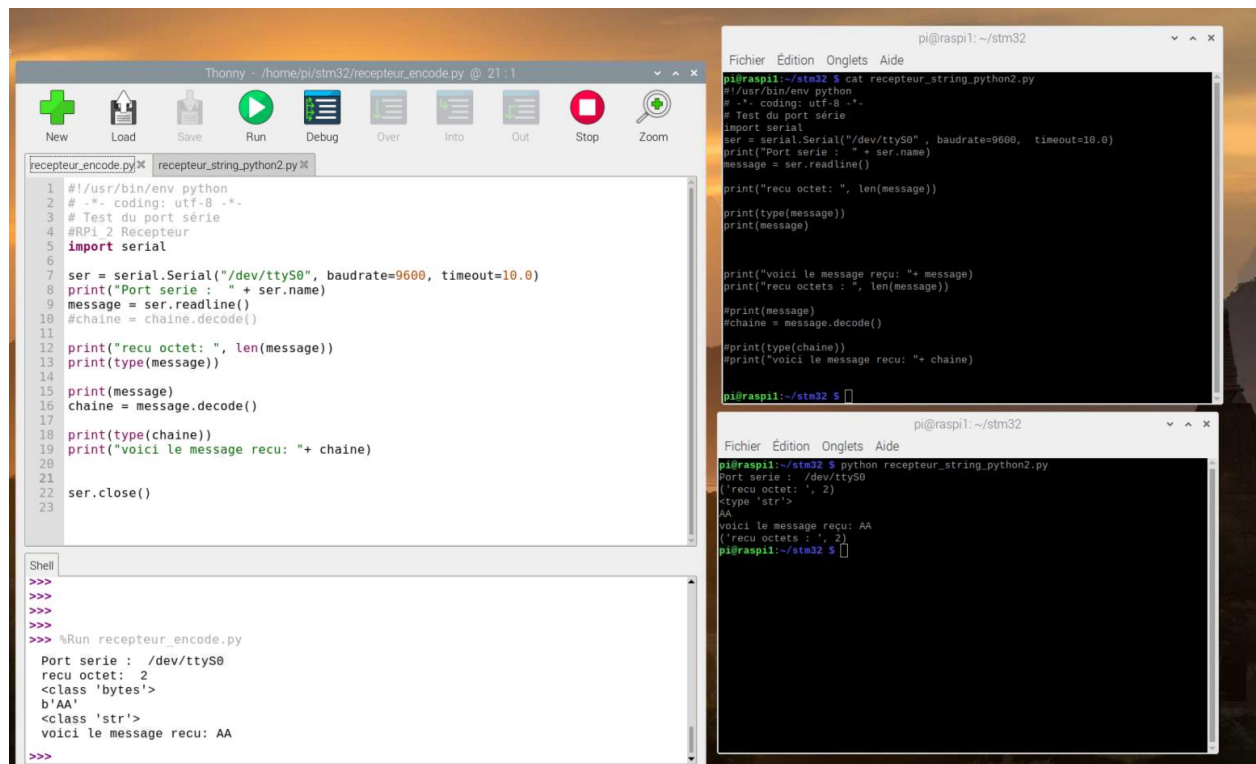 Thonny - /home/pi/stm32/recepteur_encode.py @ 21:1
New Load Save Run Debug Over Into Out Stop Zoom
recepteur_encode.py recepteur_string_python2.py
1 #!/usr/bin/env python
2 # -*- coding: utf-8 -*-
3 # Test du port série
4 #RPi_2 Recepteur
5 import serial
6
7 ser = serial.Serial("/dev/ttyS0", baudrate=9600, timeout=10.0)
8 print("Port serie :  " + ser.name)
9 message = ser.readline()
10 #chaine = chaine.decode()
11
12 print("recu octet: ", len(message))
13 print(type(message))
14
15 print(message)
16 chaine = message.decode()
17
18 print(type(chaine))
19 print("voici le message recu: "+ chaine)
20
21
22 ser.close()
23
Shell
>>>
>>>
>>>
>>>
>>> %Run recepteur_encode.py
Port serie :  /dev/ttyS0
recu octet:  2
<class 'bytes'>
b'AA'
<class 'str'>
voici le message recu: AA
>>>
pi@raspi1: ~/stm32
Fichier Édition Onglets Aide
pi@raspi1:~/stm32 $ cat recepteur_string_python2.py
#!/usr/bin/env python
# -*- coding: utf-8 -*-
# Test du port série
import serial
ser = serial.Serial("/dev/ttyS0" , baudrate=9600,  timeout=10.0)
print("Port serie :  " + ser.name)
message = ser.readline()
print("recu octet: ", len(message))
print(type(message))
print(message)
print("voici le message reçu: "+ message)
print("recu octets : ", len(message))
#print(message)
#chaine = message.decode()
#print(type(chaine))
#print("voici le message recu: "+ chaine)
pi@raspi1:~/stm32 $
pi@raspi1: ~/stm32
Fichier Édition Onglets Aide
pi@raspi1:~/stm32 $ python recepteur_string_python2.py
Port serie :  /dev/ttyS0
('recu octet: ', 2)
<type 'str'>
AA
voici le message reçu: AA
('recu octets : ', 2)
pi@raspi1:~/stm32 $